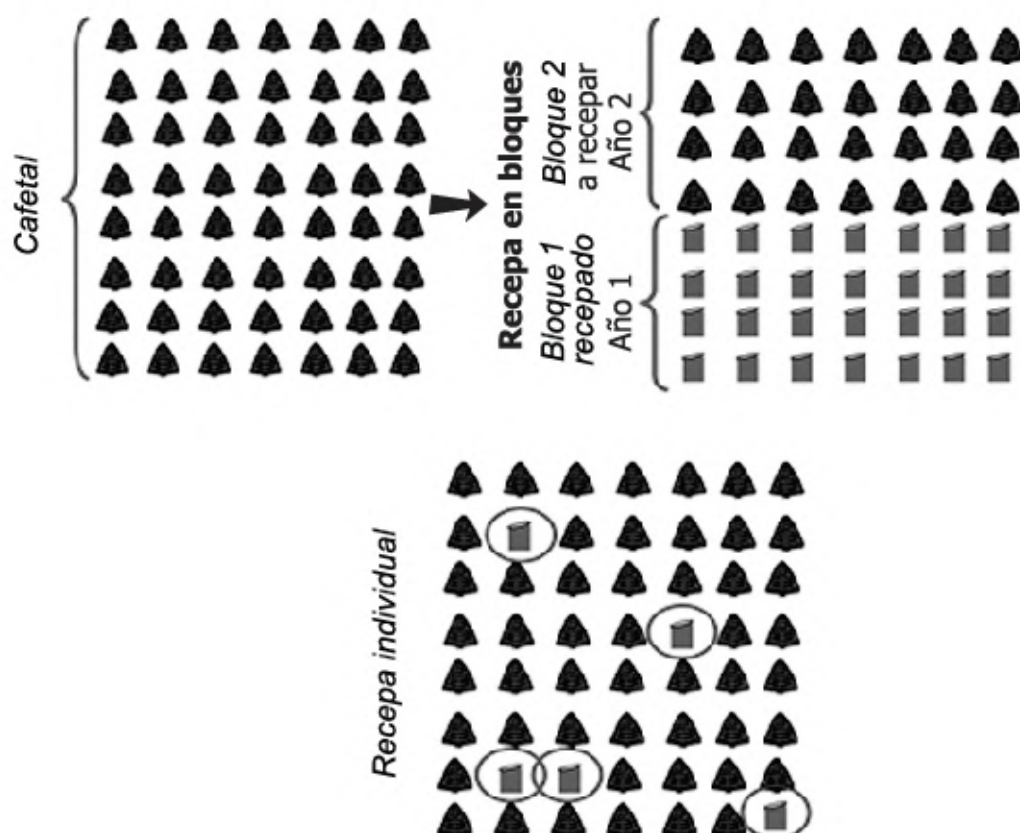 Cafetal
Recepa en bloques
Bloque 1
recepado
Año 1
Bloque 2
a recepar
Año 2
Recepa individual